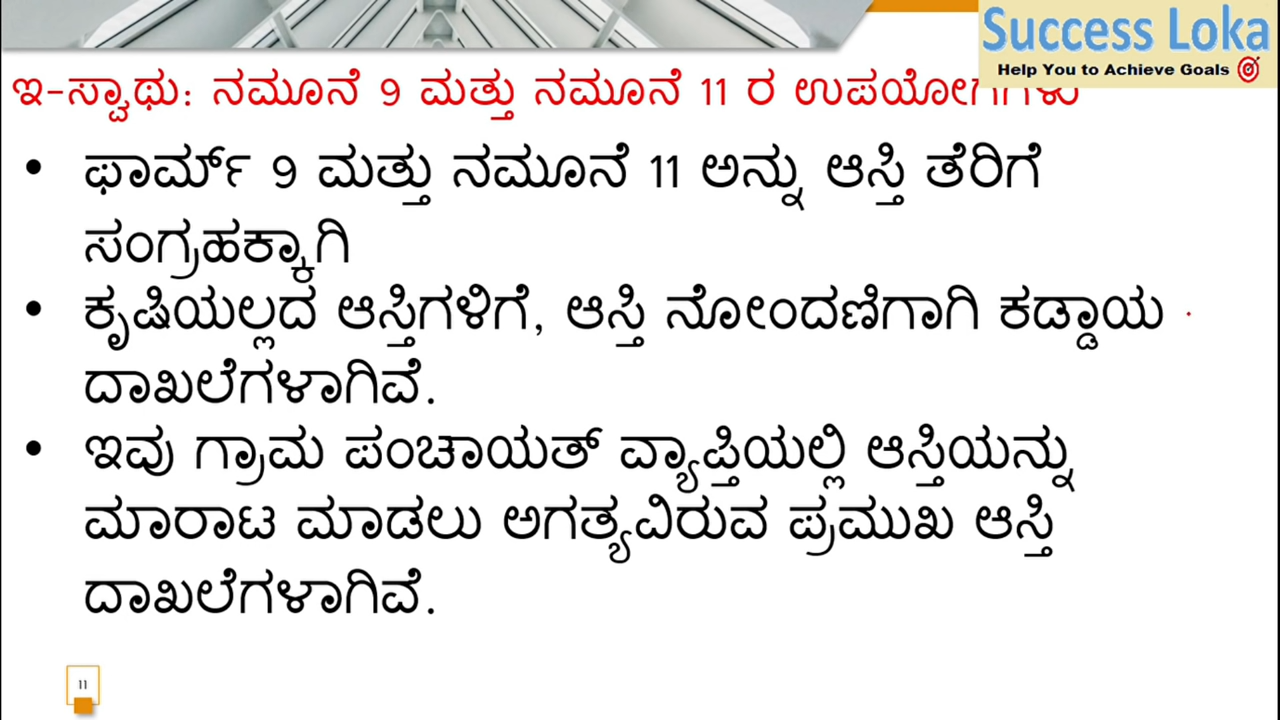 Success Loka
Help You to Achieve Goals
ಇ-ಸ್ವಾಥು: ನಮೂನೆ 9 ಮತ್ತು ನಮೂನೆ 11 ರ
• ಫಾರ್ಮ್ 9 ಮತ್ತು ನಮೂನೆ 11 ಅನ್ನು ಆಸ್ತಿ ತೆರಿಗೆ
ಸಂಗ್ರಹಕ್ಕಾಗಿ
• ಕೃಷಿಯಲ್ಲದ ಆಸ್ತಿಗಳಿಗೆ, ಆಸ್ತಿ ನೋಂದಣಿಗಾಗಿ ಕಡ್ಡಾಯ
ದಾಖಲೆಗಳಾಗಿವೆ.
• ಇವು ಗ್ರಾಮ ಪಂಚಾಯತ್ ವ್ಯಾಪ್ತಿಯಲ್ಲಿ ಆಸ್ತಿಯನ್ನು
ಮಾರಾಟ ಮಾಡಲು ಅಗತ್ಯವಿರುವ ಪ್ರಮುಖ ಆಸ್ತಿ
ದಾಖಲೆಗಳಾಗಿವೆ.
11